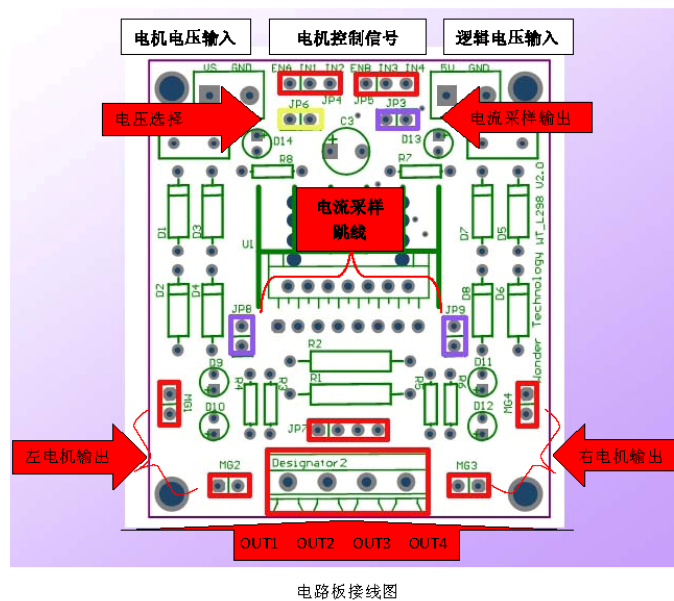 电机电压输入 电机控制信号 逻辑电压输入
VS GND ENA IN1 IN2 ENB IN3 IN4 5V GND
JP4 JP5
电压选择 JP6 JP3 电流采样输出
C3
D14 D13
R8 R7
电流采样
跳线
U1
D1 D3 D7 D5
D2 D4 D8 D6
Wonder Technology WT_L298 V2.0
JP8 JP9
R2
D9 D11
R1
R4 R3 R5 R6
MG1 MG4
D10 D12
JP7
左电机输出 右电机输出
MG2 Designator2 MG3
OUT1 OUT2 OUT3 OUT4
电路板接线图